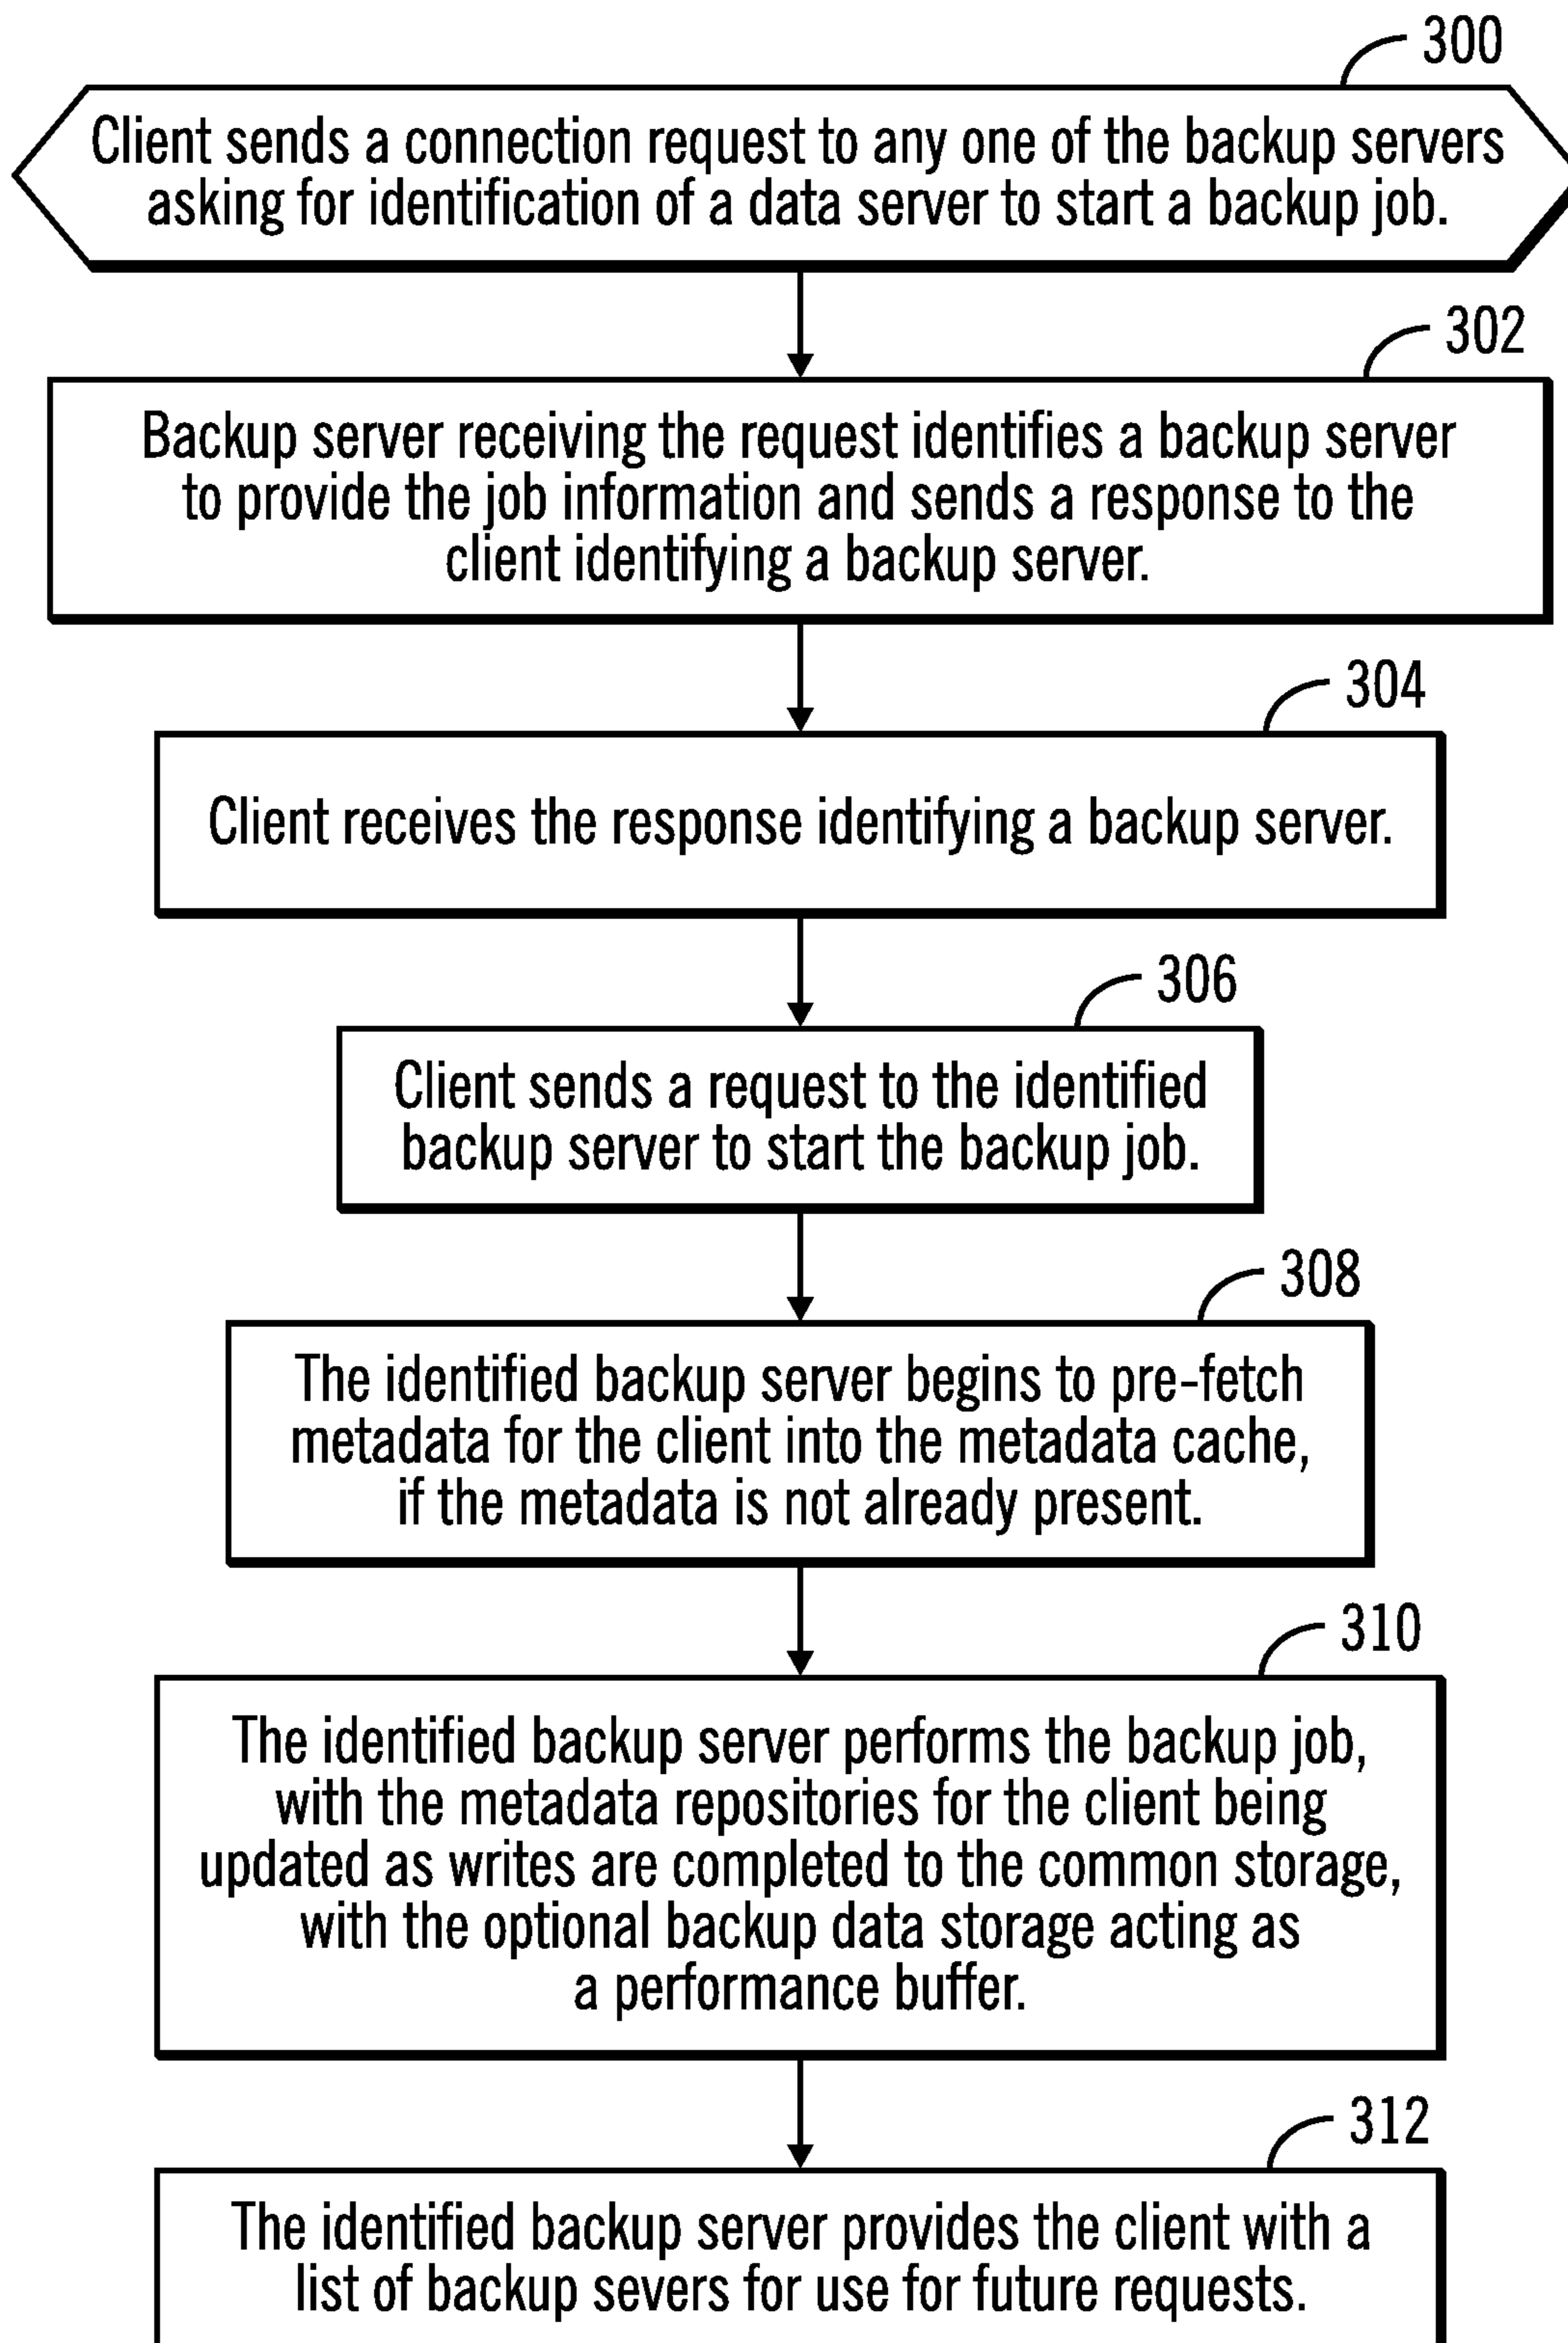 300
Client sends a connection request to any one of the backup servers
asking for identification of a data server to start a backup job.
302
Backup server receiving the request identifies a backup server
to provide the job information and sends a response to the
client identifying a backup server.
304
Client receives the response identifying a backup server.
306
Client sends a request to the identified
backup server to start the backup job.
308
The identified backup server begins to pre-fetch
metadata for the client into the metadata cache,
if the metadata is not already present.
310
The identified backup server performs the backup job,
with the metadata repositories for the client being
updated as writes are completed to the common storage,
with the optional backup data storage acting as
a performance buffer.
312
The identified backup server provides the client with a
list of backup severs for use for future requests.